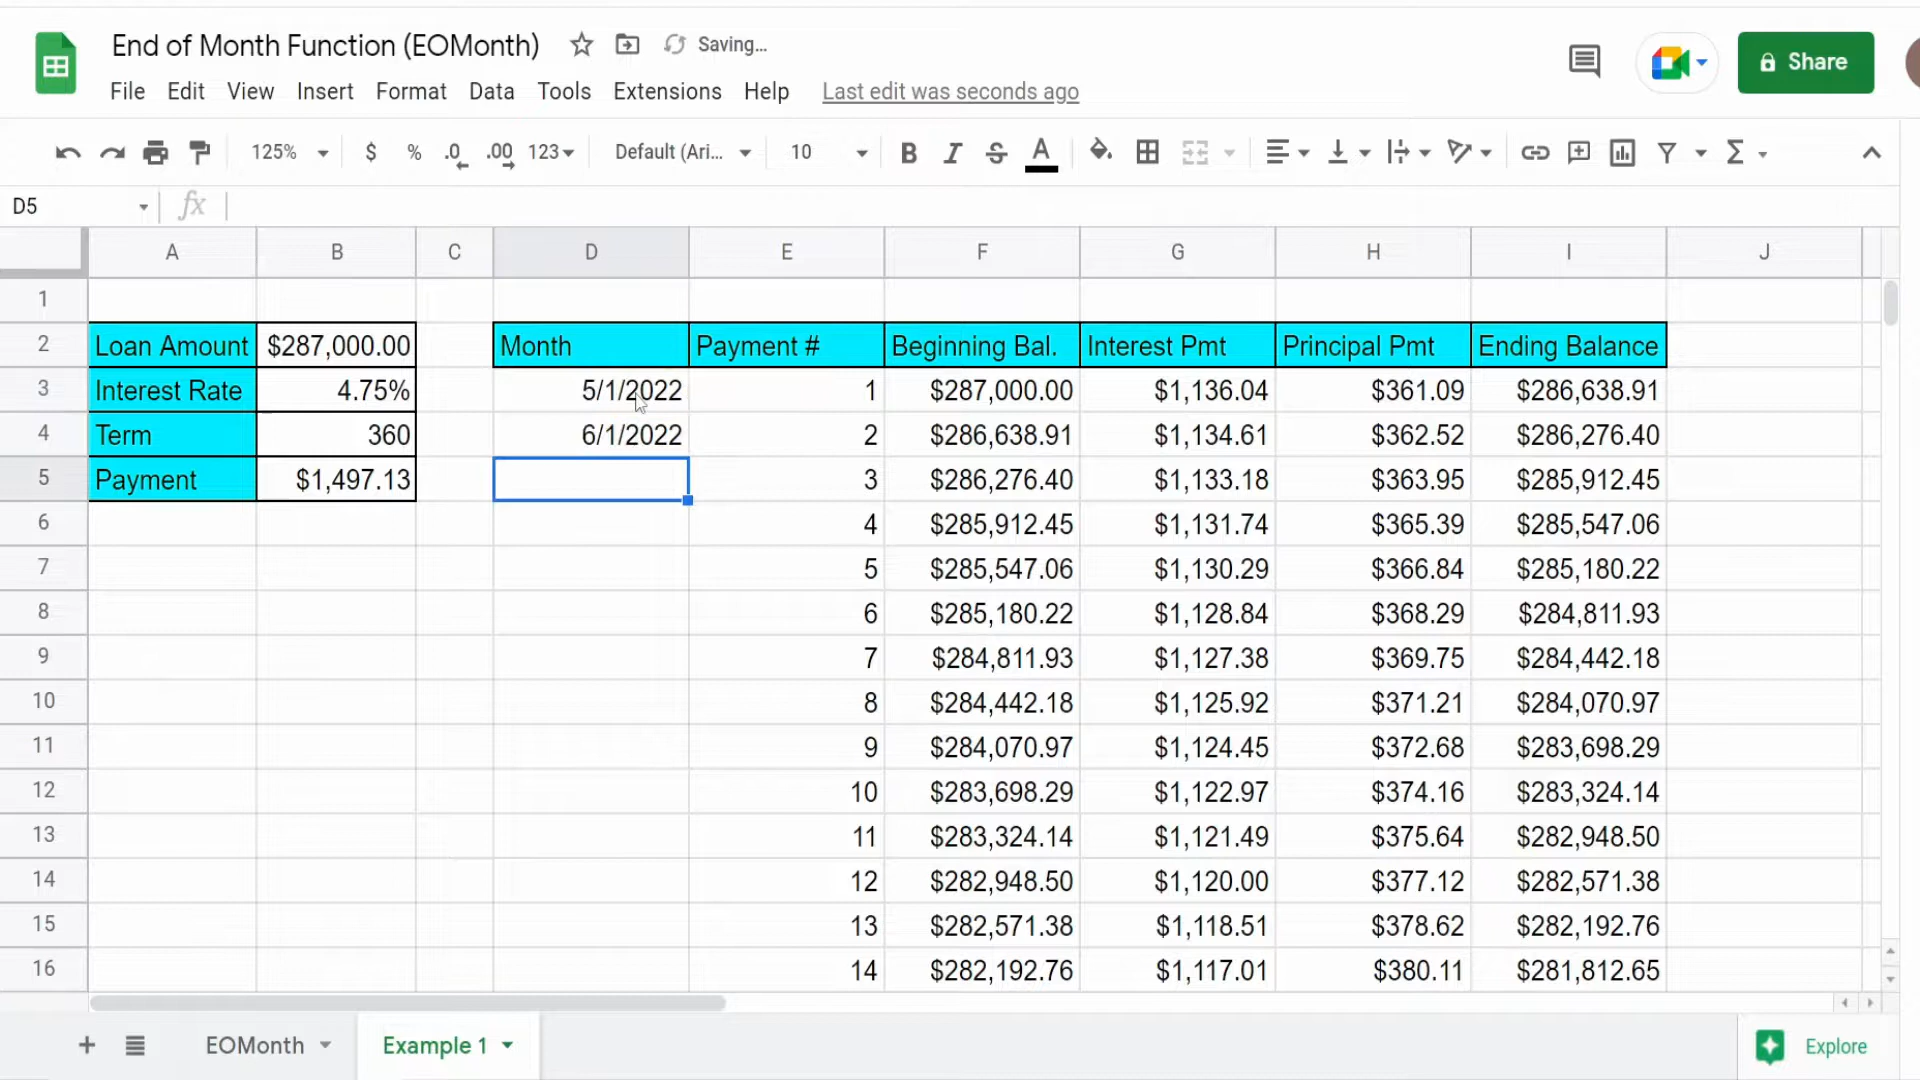 End of Month Function (EOMonth) Saving...
Share
File Edit View Insert Format Data Tools Extensions Help Last edit was seconds ago
125% $ % .0 .00 123 Default (Ari... 10 B I S A Σ
D5 fx
A B C D E F G H I J
1
2 Loan Amount $287,000.00 Month Payment # Beginning Bal. Interest Pmt Principal Pmt Ending Balance
3 Interest Rate 4.75% 5/1/2022 1 $287,000.00 $1,136.04 $361.09 $286,638.91
4 Term 360 6/1/2022 2 $286,638.91 $1,134.61 $362.52 $286,276.40
5 Payment $1,497.13 3 $286,276.40 $1,133.18 $363.95 $285,912.45
6 4 $285,912.45 $1,131.74 $365.39 $285,547.06
7 5 $285,547.06 $1,130.29 $366.84 $285,180.22
8 6 $285,180.22 $1,128.84 $368.29 $284,811.93
9 7 $284,811.93 $1,127.38 $369.75 $284,442.18
10 8 $284,442.18 $1,125.92 $371.21 $284,070.97
11 9 $284,070.97 $1,124.45 $372.68 $283,698.29
12 10 $283,698.29 $1,122.97 $374.16 $283,324.14
13 11 $283,324.14 $1,121.49 $375.64 $282,948.50
14 12 $282,948.50 $1,120.00 $377.12 $282,571.38
15 13 $282,571.38 $1,118.51 $378.62 $282,192.76
16 14 $282,192.76 $1,117.01 $380.11 $281,812.65
EOMonth Example 1 Explore